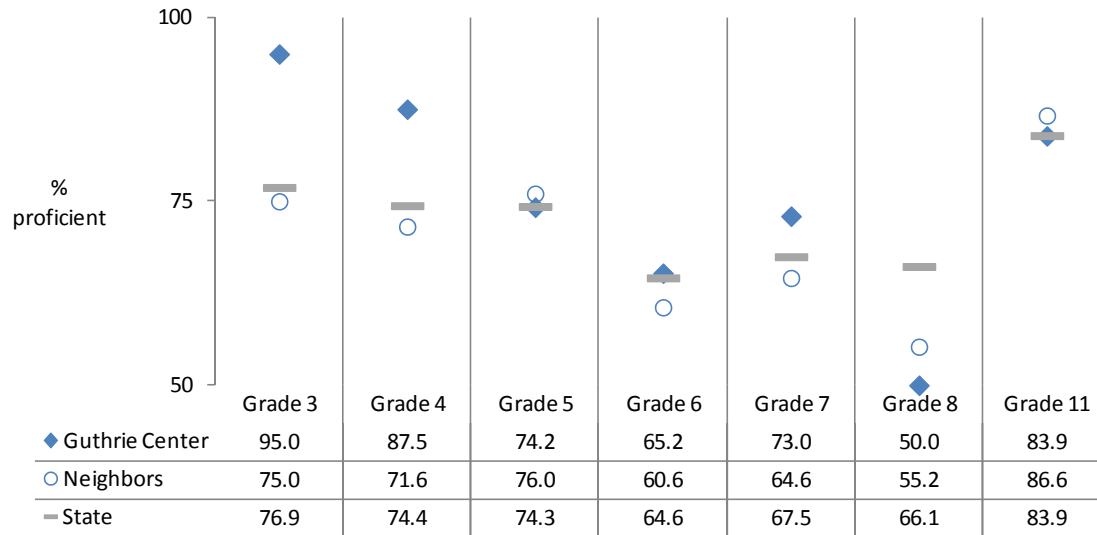 100
%
proficient
75
50
Grade 3 Grade 4 Grade 5 Grade 6 Grade 7 Grade 8 Grade 11
Guthrie Center 95.0 87.5 74.2 65.2 73.0 50.0 83.9
Neighbors 75.0 71.6 76.0 60.6 64.6 55.2 86.6
State 76.9 74.4 74.3 64.6 67.5 66.1 83.9